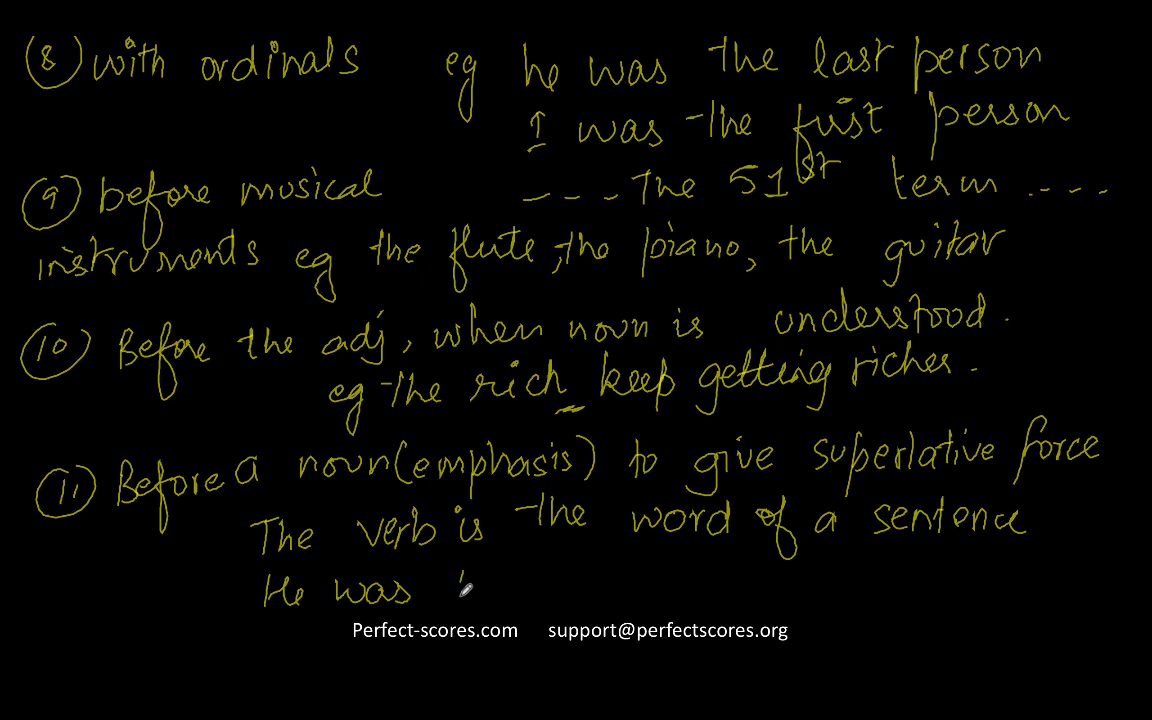 (8) with ordinals eg he was the last person
I was the first person
(9) before musical - - - The 51st term ----
instruments eg the flute, the piano, the guitar
(10) Before the adj, when noun is understood.
eg the rich keep getting richer.
(11) Before a noun (emphasis) to give superlative force
The verb is the word of a sentence
He was
Perfect-scores.com support@perfectscores.org